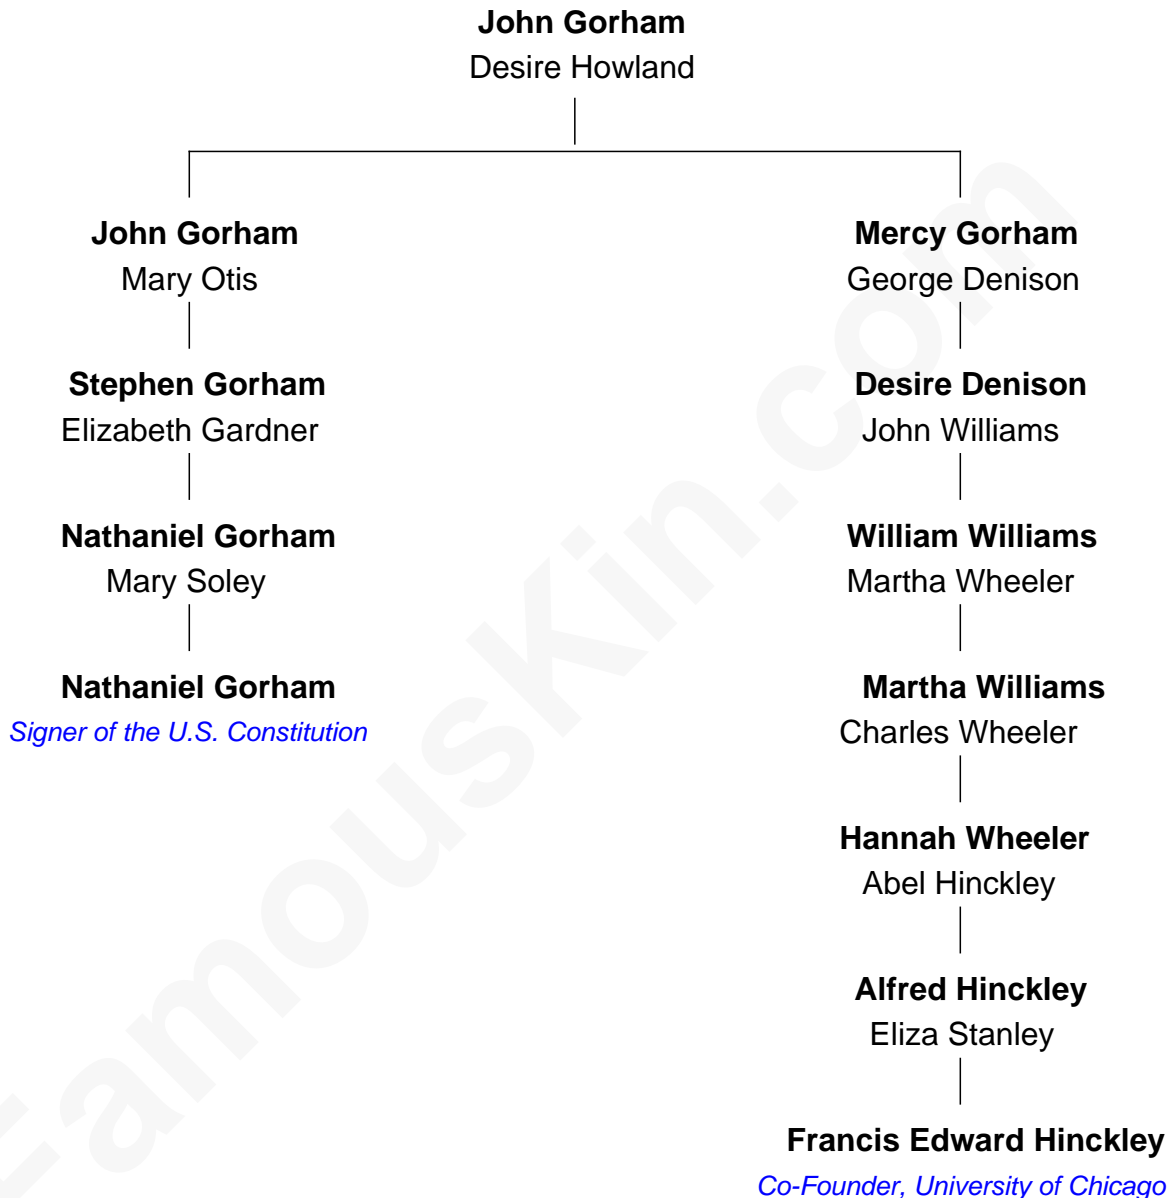 John Gorham
Desire Howland
John Gorham
Mary Otis
Stephen Gorham
Elizabeth Gardner
Nathaniel Gorham
Mary Soley
Nathaniel Gorham
Signer of the U.S. Constitution
Mercy Gorham
George Denison
Desire Denison
John Williams
William Williams
Martha Wheeler
Martha Williams
Charles Wheeler
Hannah Wheeler
Abel Hinckley
Alfred Hinckley
Eliza Stanley
Francis Edward Hinckley
Co-Founder, University of Chicago
FamousKin.com